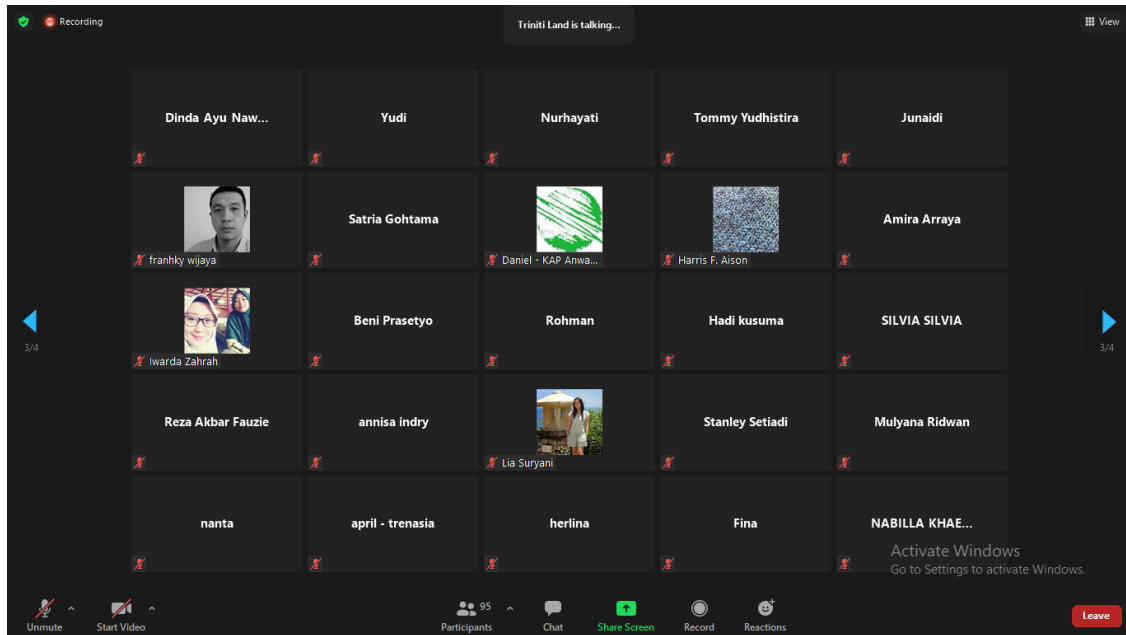 Recording
Triniti Land is talking...
View
Dinda Ayu Naw...
Yudi
Nurhayati
Tommy Yudhistira
Junaidi
franhky wijaya
Satria Gohtama
Daniel - KAP Anwa...
Harris F. Aison
Amira Arraya
Iwarda Zahrah
Beni Prasetyo
Rohman
Hadi kusuma
SILVIA SILVIA
3/4
3/4
Reza Akbar Fauzie
annisa indry
Lia Suryani
Stanley Setiadi
Mulyana Ridwan
nanta
april - trenasia
herlina
Fina
NABILLA KHAE...
Activate Windows
Go to Settings to activate Windows.
Unmute
Start Video
95
Participants
Chat
Share Screen
Record
Reactions
Leave